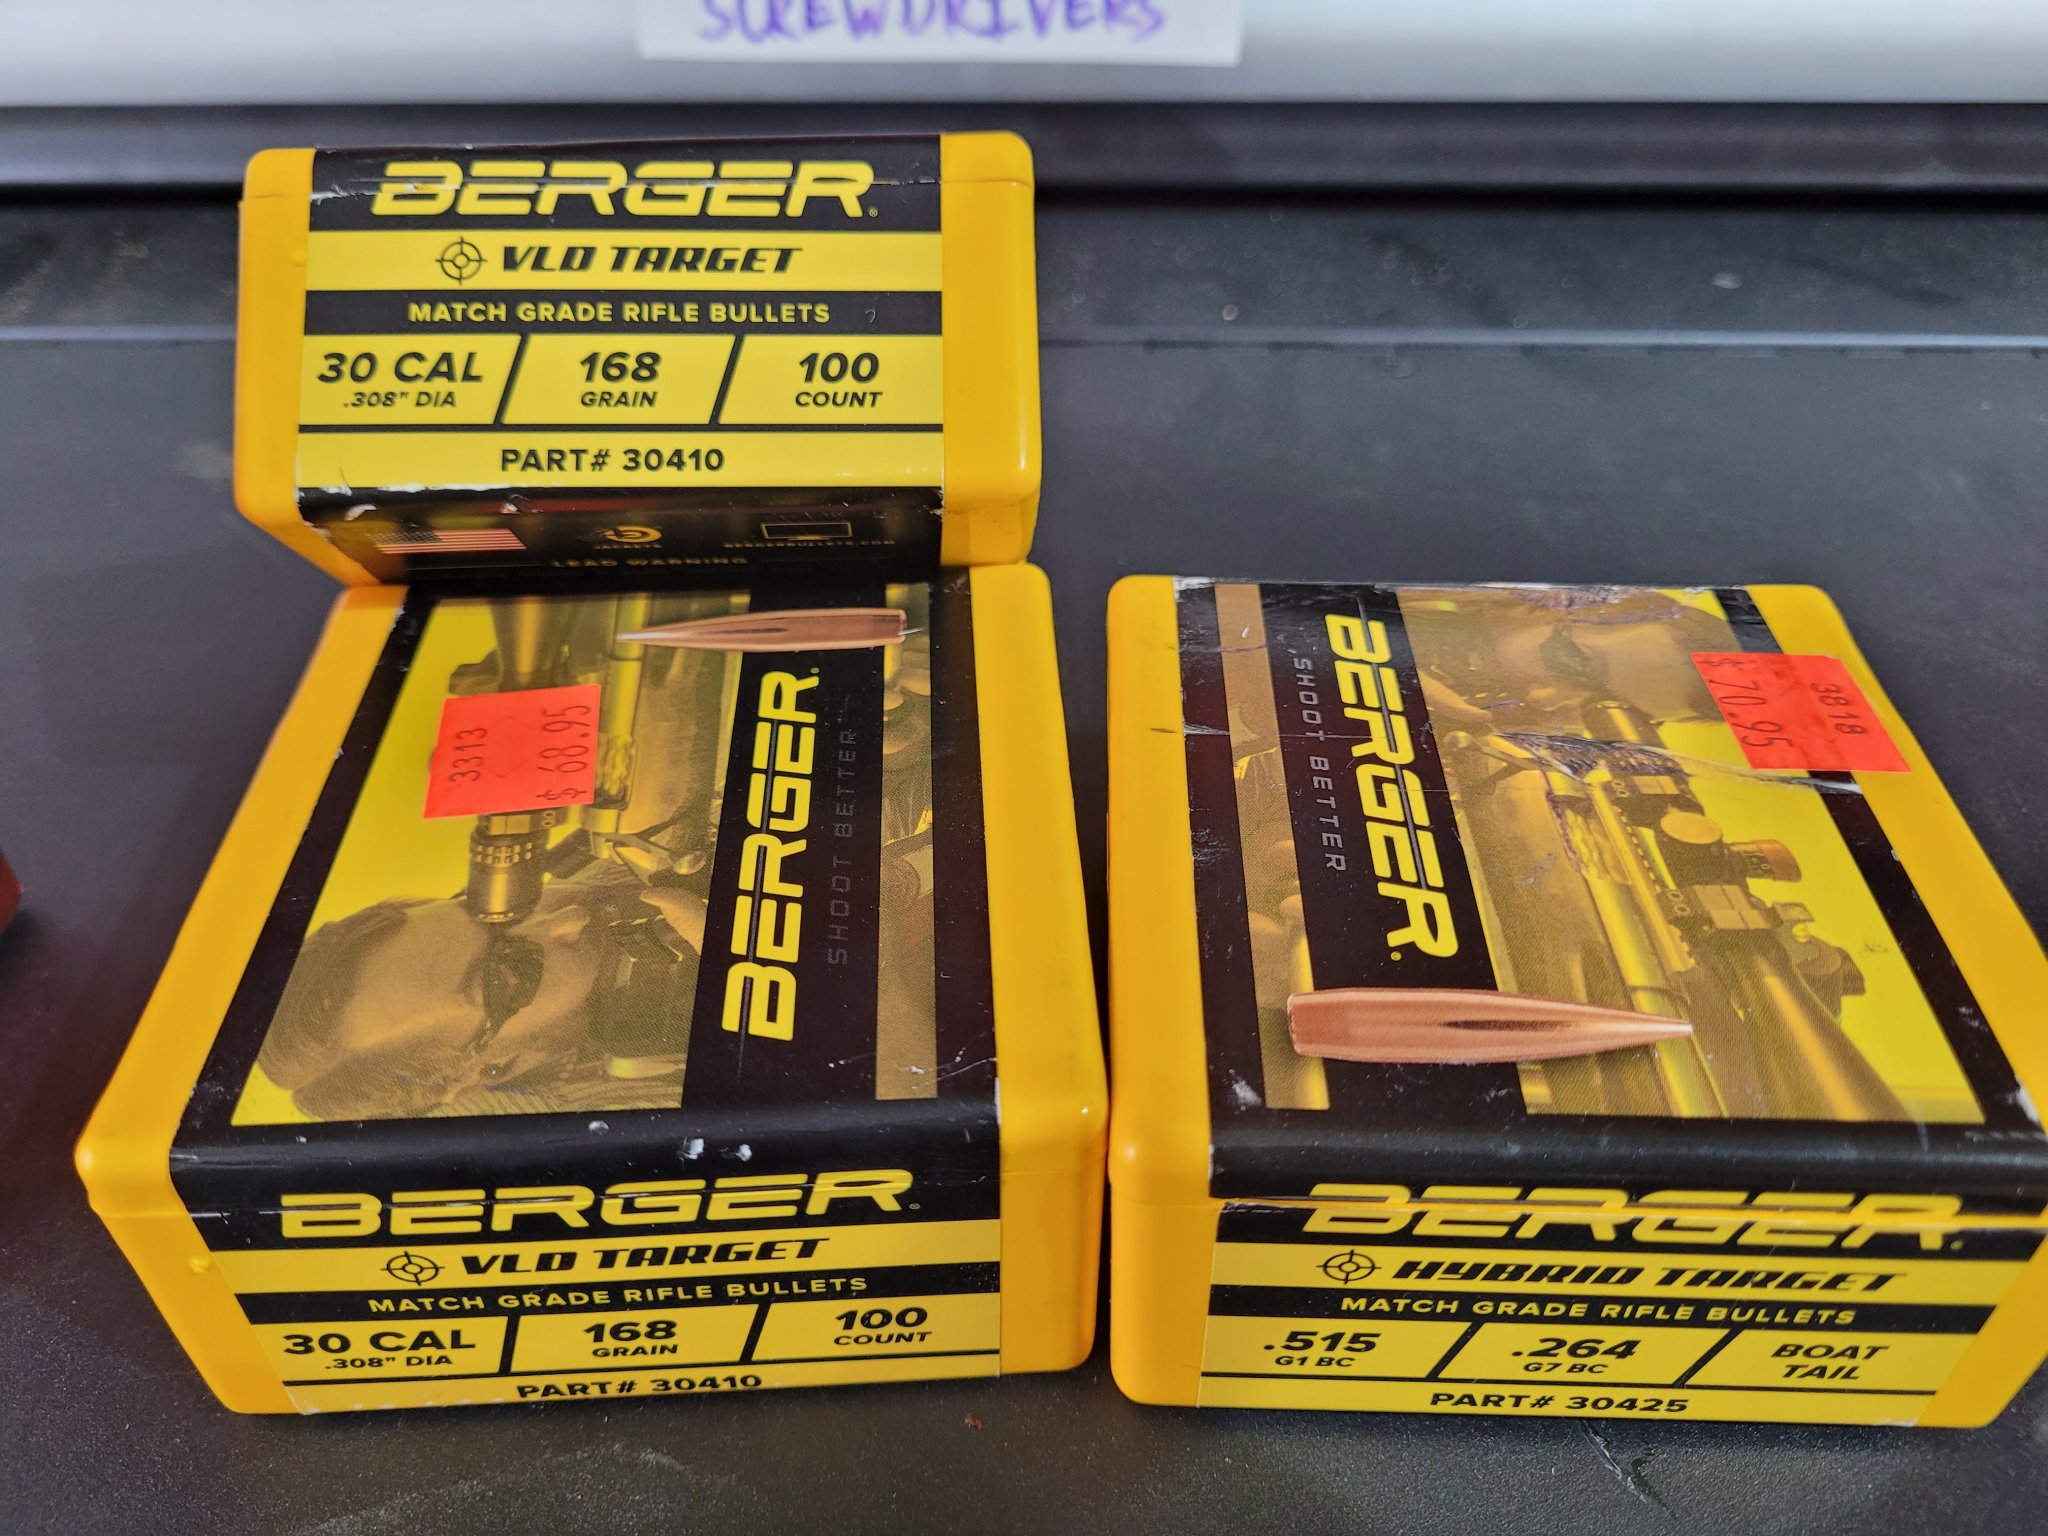 SCREWDRIVERS
BERGER®
VLD TARGET
MATCH GRADE RIFLE BULLETS
30 CAL
.308" DIA
168
GRAIN
100
COUNT
PART# 30410
JACKETS
BERGERBULLETS.COM
LEAD WARNING
3313
$ 68.95
BERGER®
SHOOT BETTER
BERGER®
VLD TARGET
MATCH GRADE RIFLE BULLETS
30 CAL
.308" DIA
168
GRAIN
100
COUNT
PART# 30410
3818
$ 70.95
BERGER®
SHOOT BETTER
BERGER®
HYBRID TARGET
MATCH GRADE RIFLE BULLETS
.515
G1 BC
.264
G7 BC
BOAT
TAIL
PART# 30425